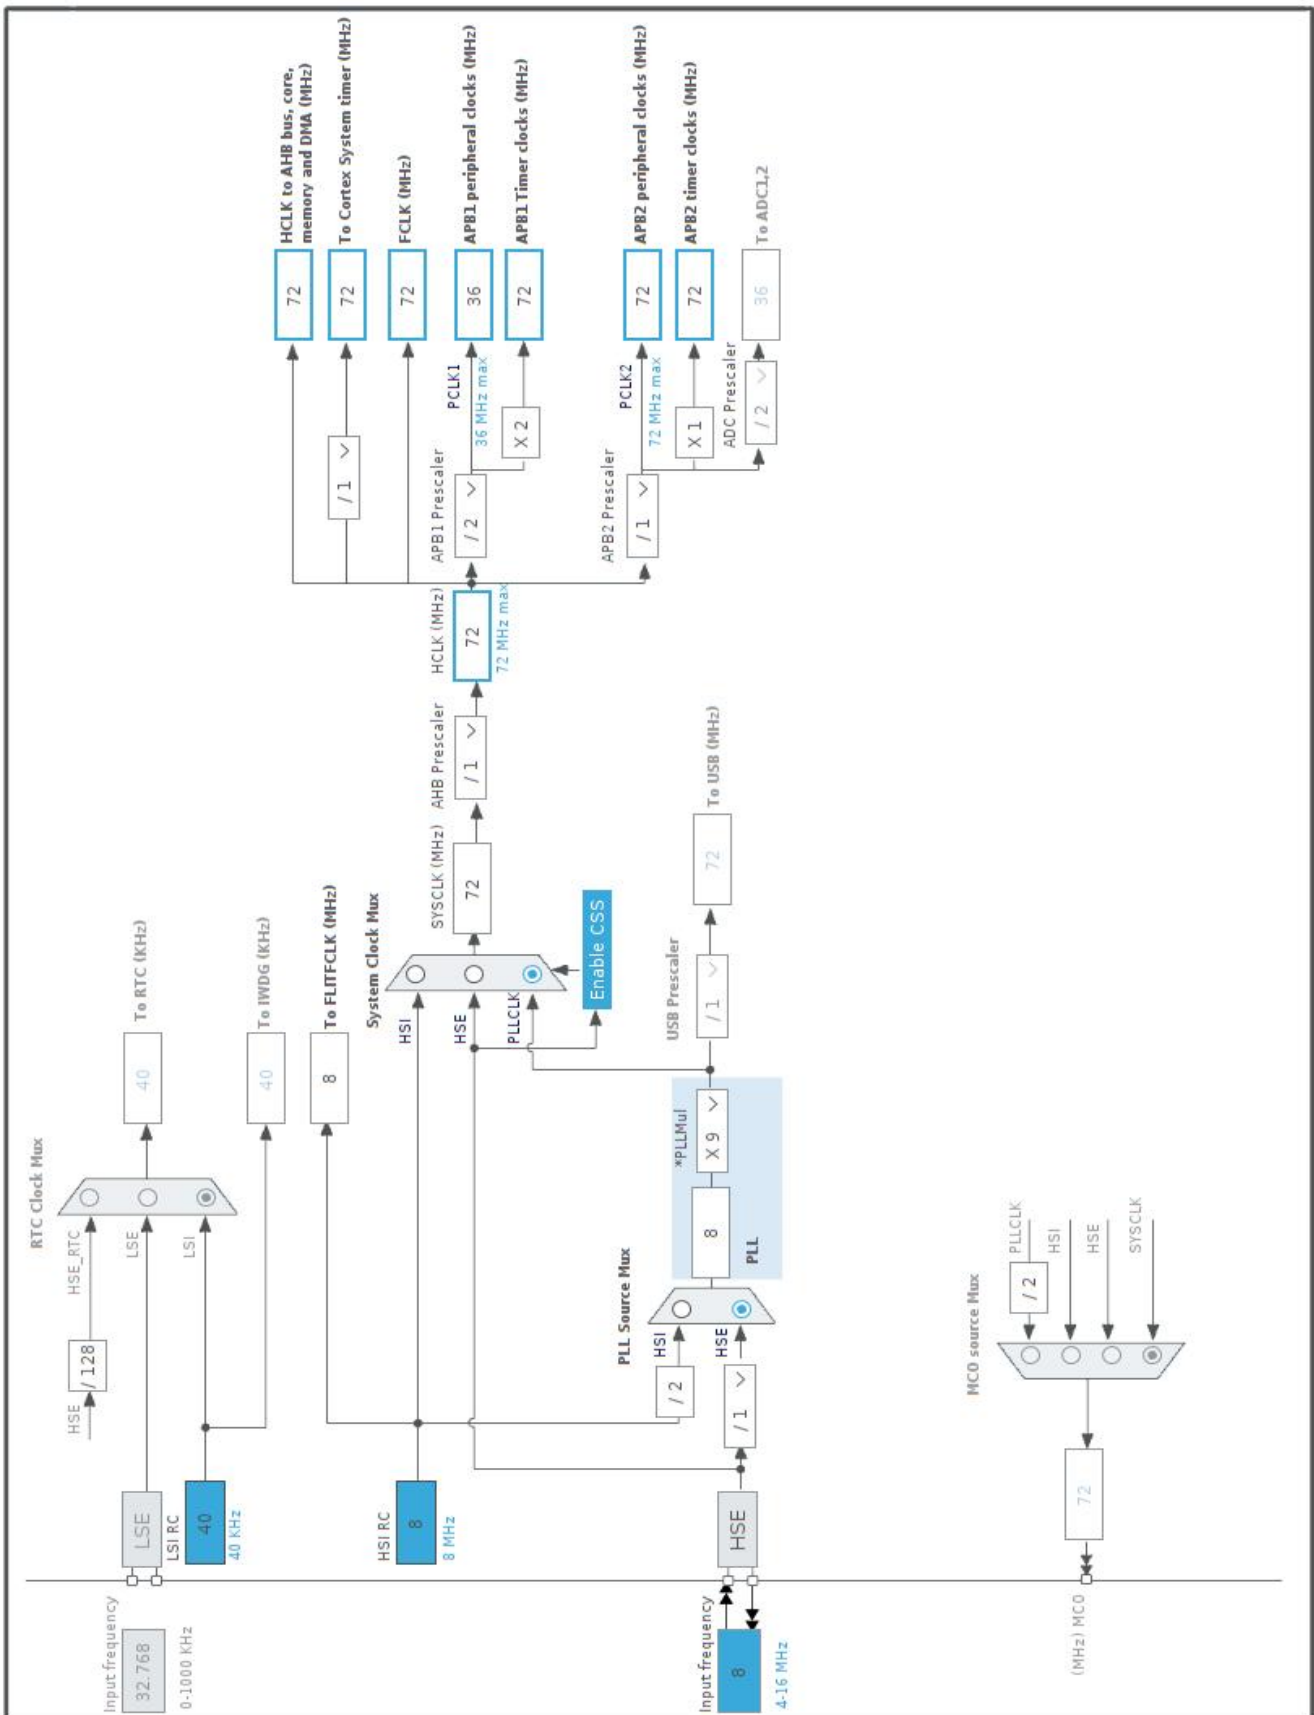 Input frequency
32.768
0-1000 KHz
LSE
LSI RC
40
40 KHz
HSE
/ 128
HSE_RTC
LSE
LSI
RTC Clock Mux
40
To RTC (KHz)
40
To IWDG (KHz)
8
To FLITFCLK (MHz)
HSI RC
8
8 MHz
System Clock Mux
HSI
HSE
PLLCLK
Enable CSS
SYSCLK (MHz)
72
AHB Prescaler
/ 1
HCLK (MHz)
72
72 MHz max
72
HCLK to AHB bus, core,
memory and DMA (MHz)
/ 1
72
To Cortex System timer (MHz)
72
FCLK (MHz)
APB1 Prescaler
/ 2
PCLK1
36 MHz max
36
APB1 peripheral clocks (MHz)
X 2
72
APB1 Timer clocks (MHz)
APB2 Prescaler
/ 1
PCLK2
72 MHz max
72
APB2 peripheral clocks (MHz)
X 1
72
APB2 timer clocks (MHz)
ADC Prescaler
/ 2
36
To ADC1,2
Input frequency
8
4-16 MHz
HSE
/ 2
/ 1
HSI
HSE
PLL Source Mux
8
*PLLMul
X 9
PLL
USB Prescaler
/ 1
72
To USB (MHz)
(MHz) MCO
72
MCO source Mux
/ 2
PLLCLK
HSI
HSE
SYSCLK